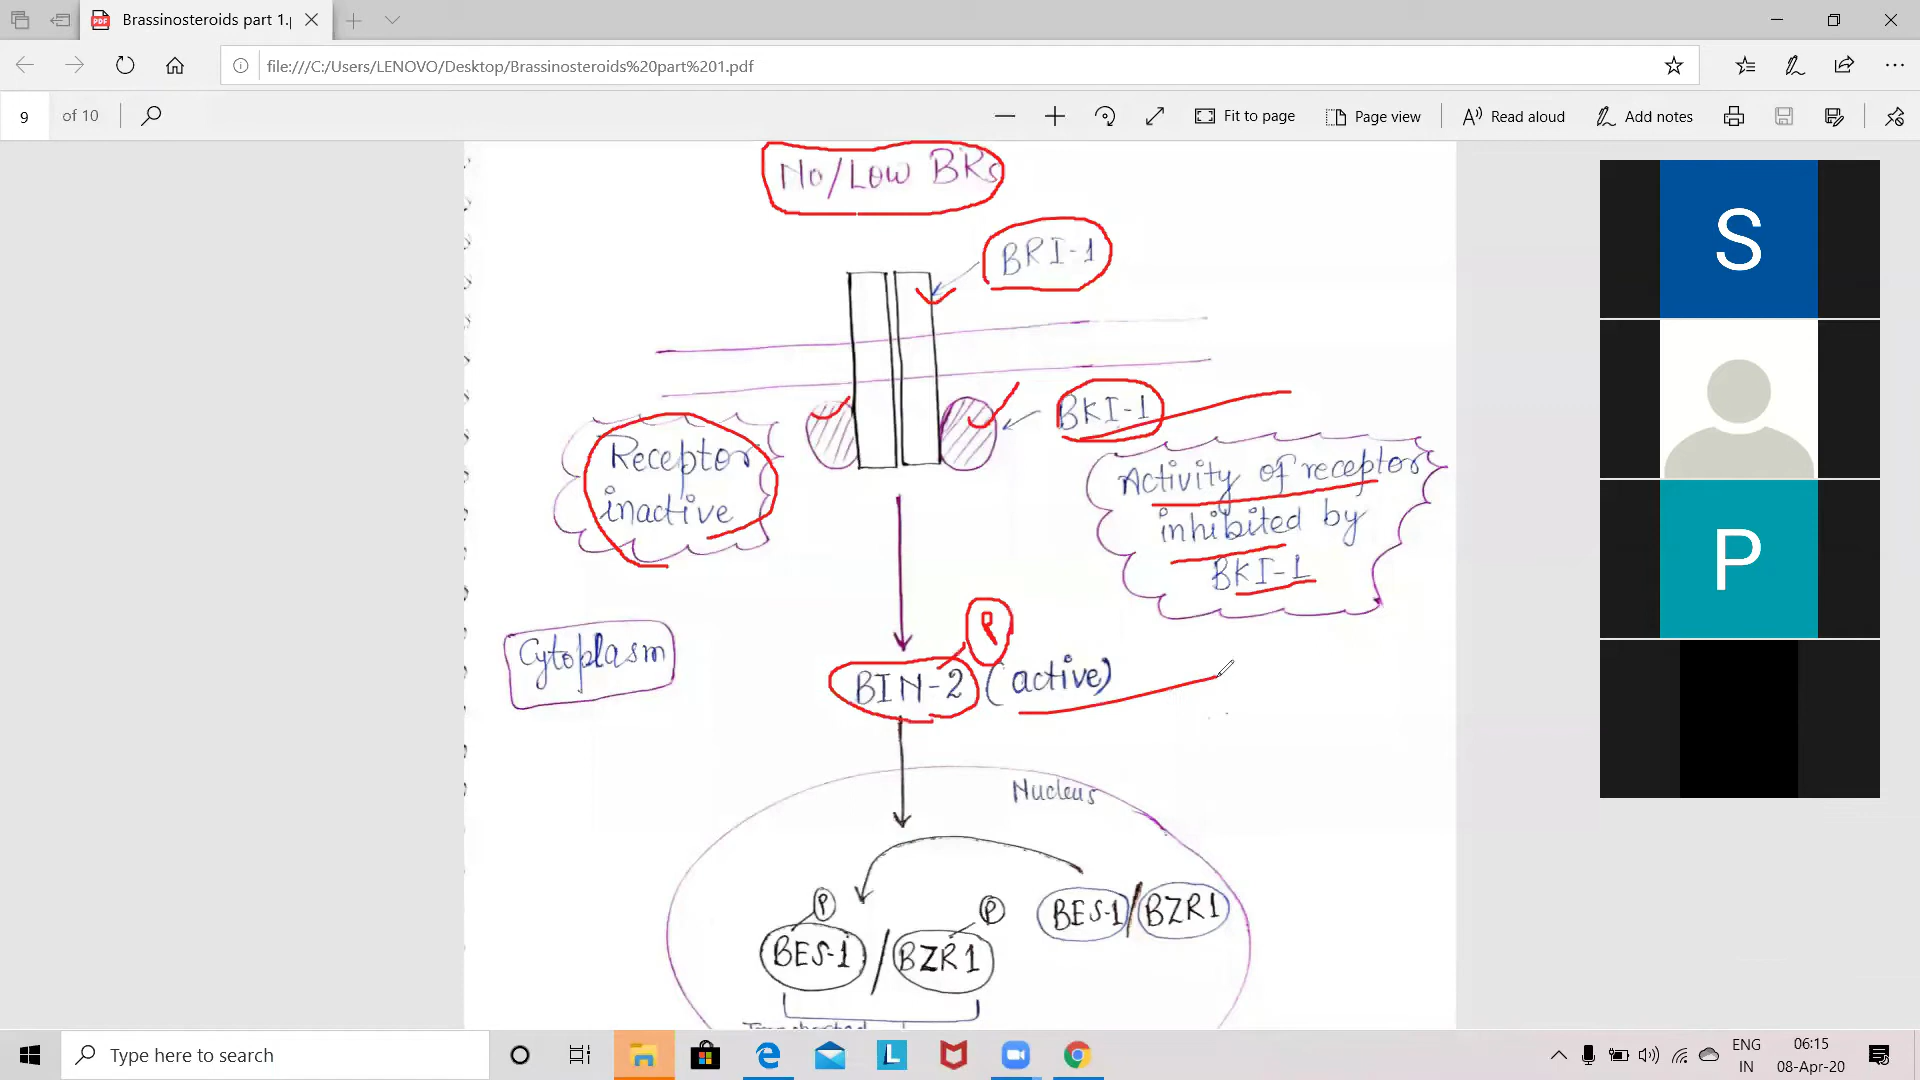 Brassinosteroids part 1.p
file:///C:/Users/LENOVO/Desktop/Brassinosteroids%20part%201.pdf
9 of 10
Fit to page
Page view
Read aloud
Add notes
No/Low BRs
BRI-1
BKI-1
Receptor
inactive
Activity of receptor
inhibited by
BKI-1
Cytoplasm
P
BIN-2 (active)
Nucleus
P
P
BES-1/BZR1
BES-1/BZR1
S
P
Type here to search
ENG
IN
06:15
08-Apr-20